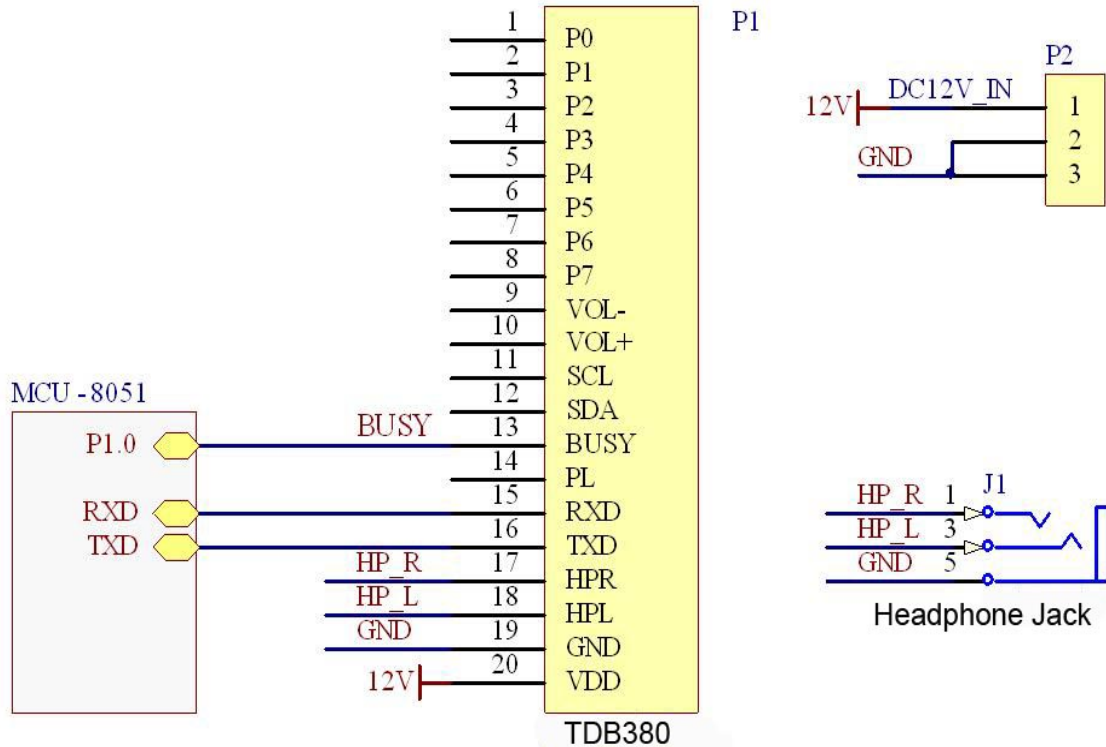 P1
1 P0
2 P1
3 P2
4 P3
5 P4
6 P5
7 P6
8 P7
9 VOL-
10 VOL+
11 SCL
12 SDA
BUSY 13 BUSY
14 PL
15 RXD
16 TXD
HP_R 17 HPR
HP_L 18 HPL
GND 19 GND
12V 20 VDD
TDB380
MCU - 8051
P1.0
RXD
TXD
P2
12V DC12V_IN 1
2
GND 3
J1
HP_R 1
HP_L 3
GND 5
Headphone Jack